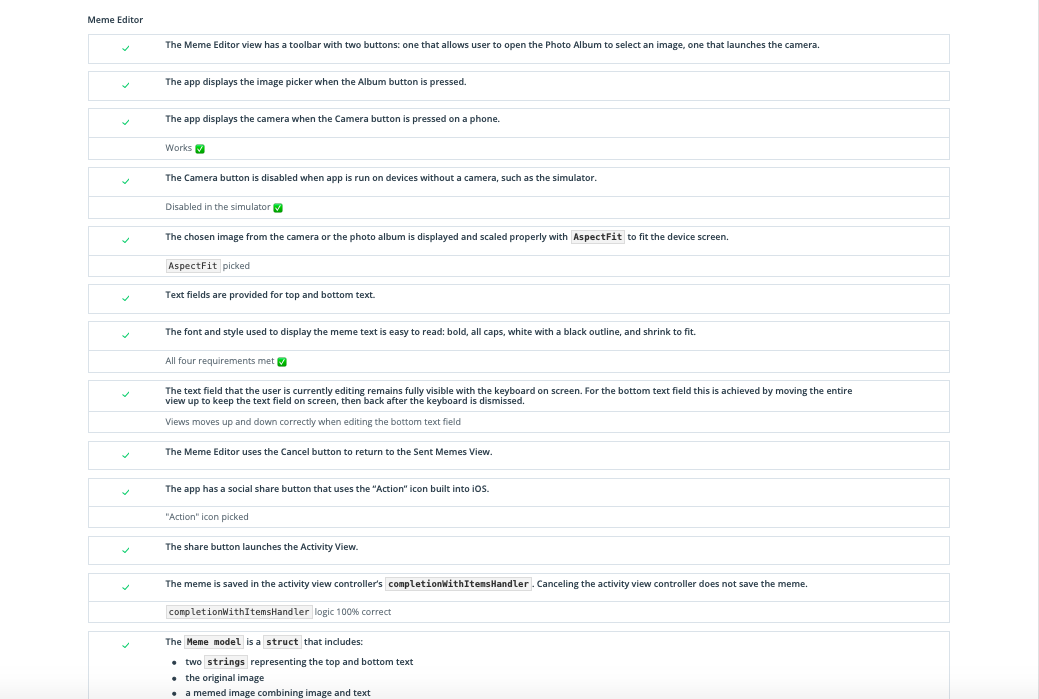 Meme Editor
The Meme Editor view has a toolbar with two buttons: one that allows user to open the Photo Album to select an image, one that launches the camera.
The app displays the image picker when the Album button is pressed.
The app displays the camera when the Camera button is pressed on a phone.
Works ✅
The Camera button is disabled when app is run on devices without a camera, such as the simulator.
Disabled in the simulator ✅
The chosen image from the camera or the photo album is displayed and scaled properly with AspectFit to fit the device screen.
AspectFit picked
Text fields are provided for top and bottom text.
The font and style used to display the meme text is easy to read: bold, all caps, white with a black outline, and shrink to fit.
All four requirements met ✅
The text field that the user is currently editing remains fully visible with the keyboard on screen. For the bottom text field this is achieved by moving the entire
view up to keep the text field on screen, then back after the keyboard is dismissed.
Views moves up and down correctly when editing the bottom text field
The Meme Editor uses the Cancel button to return to the Sent Memes View.
The app has a social share button that uses the “Action” icon built into iOS.
"Action" icon picked
The share button launches the Activity View.
The meme is saved in the activity view controller’s completionWithItemsHandler. Canceling the activity view controller does not save the meme.
completionWithItemsHandler logic 100% correct
The Meme model is a struct that includes:
• two strings representing the top and bottom text
• the original image
• a memed image combining image and text